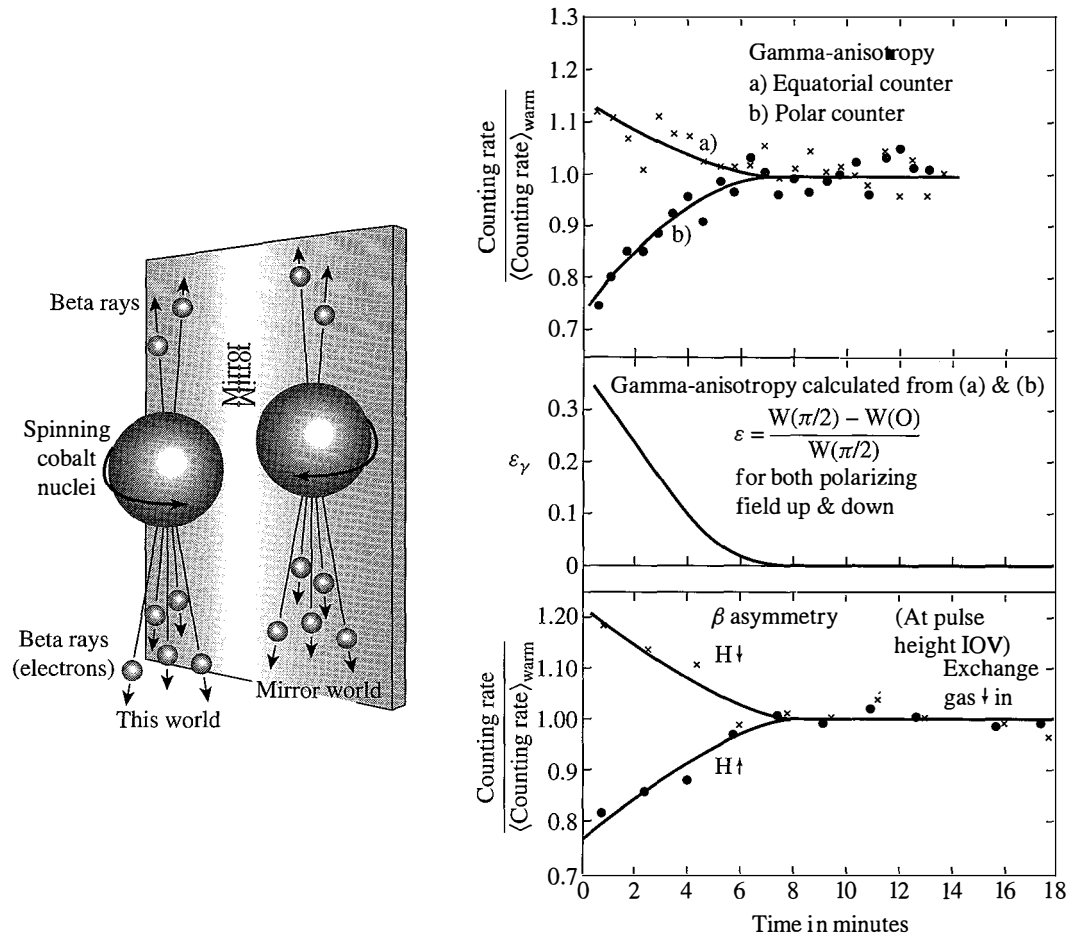 Beta rays
Mirror
Mirror
Spinning
cobalt
nuclei
Beta rays
(electrons)
Mirror world
This world
1.3
1.2
1.1
1.0
0.9
0.8
0.7
Counting rate
⟨Counting rate⟩warm
Gamma-anisotropy
a) Equatorial counter
b) Polar counter
a)
b)
0.3
0.2
0.1
0
εγ
Gamma-anisotropy calculated from (a) & (b)
ε = W(π/2) − W(O)
W(π/2)
for both polarizing
field up & down
1.20
1.10
1.00
0.90
0.8
0.7
Counting rate
⟨Counting rate⟩warm
β asymmetry
(At pulse
height IOV)
H↓
Exchange
gas ↓ in
H↑
0 2 4 6 8 10 12 14 16 18
Time in minutes